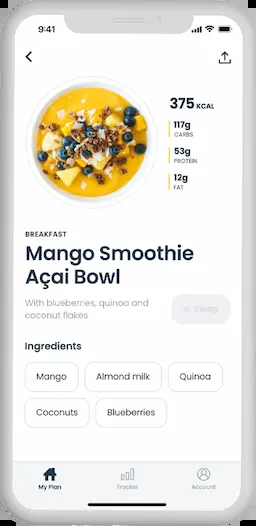 9:41
375 KCAL
117g
CARBS
53g
PROTEIN
12g
FAT
BREAKFAST
Mango Smoothie
Açai Bowl
With blueberries, quinoa and
coconut flakes
Swap
Ingredients
Mango
Almond milk
Quinoa
Coconuts
Blueberries
My Plan
Tracker
Account